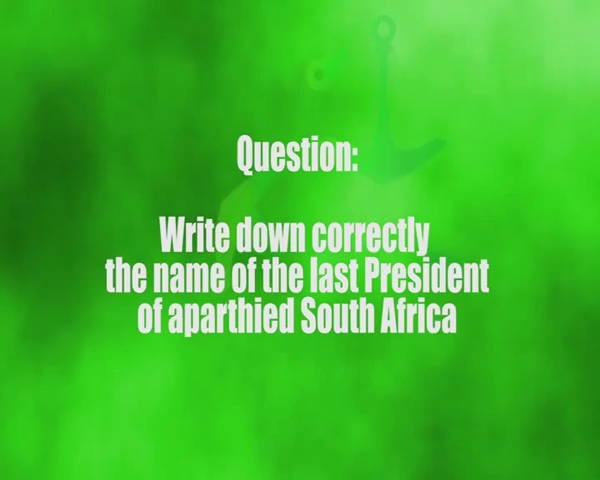 Question:
Write down correctly
the name of the last President
of aparthied South Africa